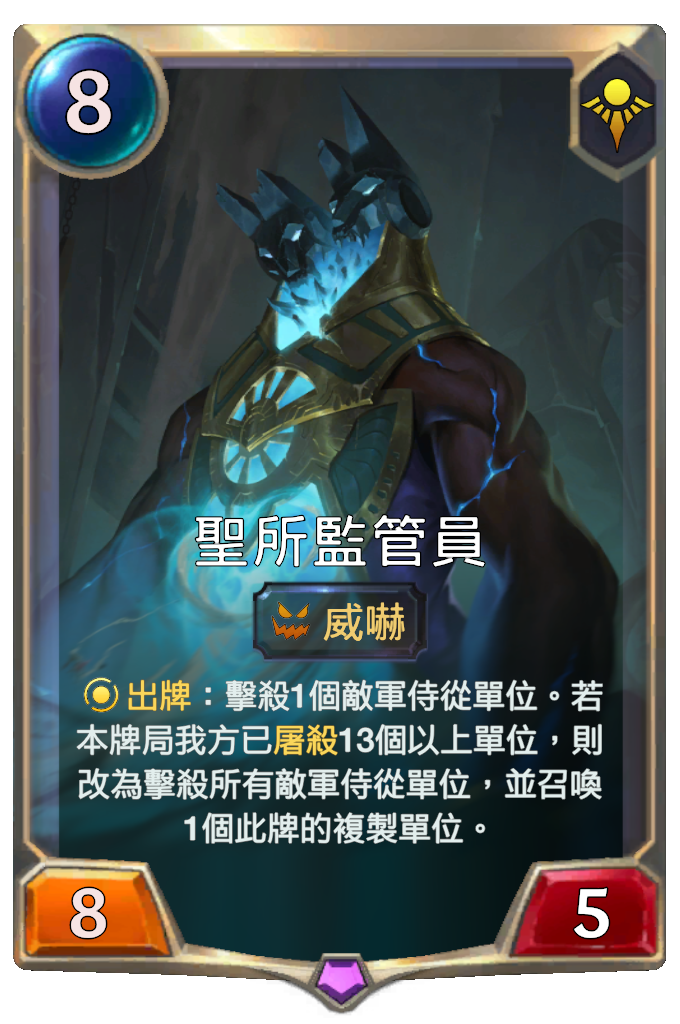 8
聖所監管員
威嚇
出牌：擊殺1個敵軍侍從單位。若
本牌局我方已屠殺13個以上單位，則
改為擊殺所有敵軍侍從單位，並召喚
1個此牌的複製單位。
8
5